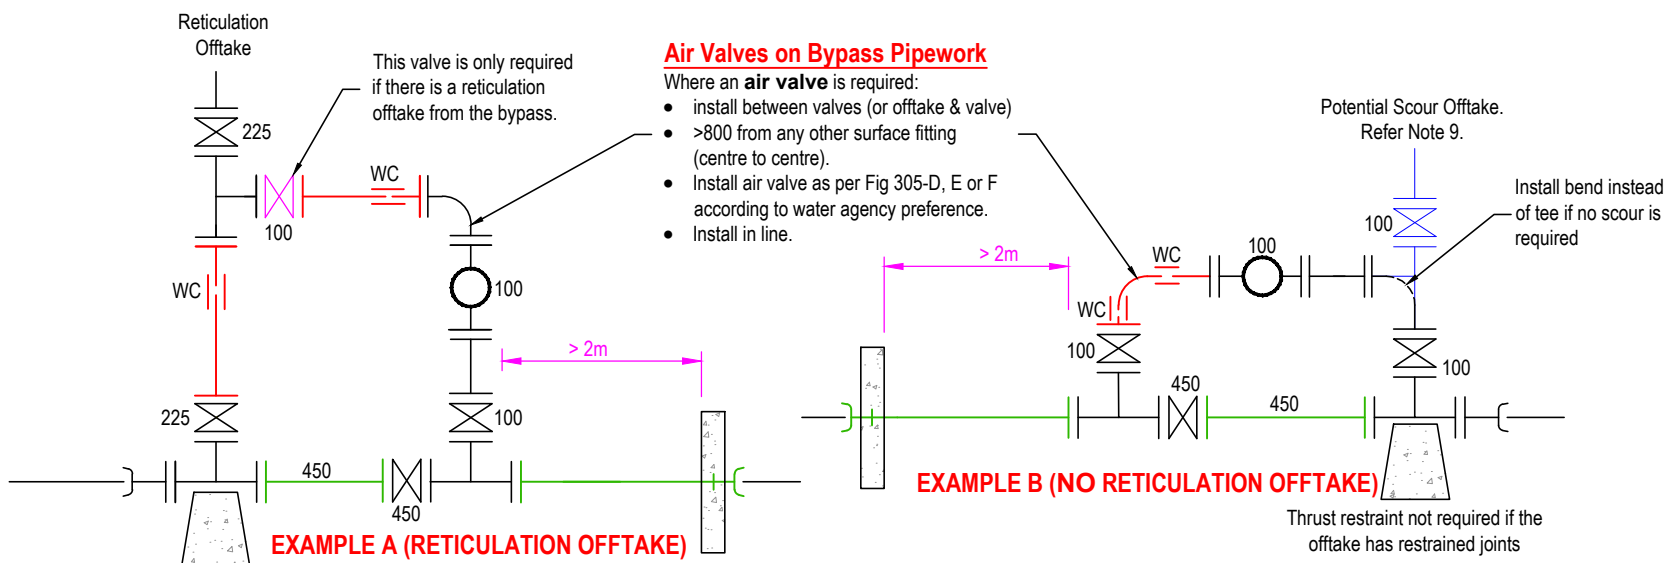 Reticulation
Offtake
This valve is only required
if there is a reticulation
offtake from the bypass.
225
WC
100
WC
100
> 2m
225
100
450
450
EXAMPLE A (RETICULATION OFFTAKE)
Air Valves on Bypass Pipework
Where an air valve is required:
• install between valves (or offtake & valve)
• >800 from any other surface fitting
(centre to centre).
• Install air valve as per Fig 305-D, E or F
according to water agency preference.
• Install in line.
Potential Scour Offtake.
Refer Note 9.
Install bend instead
of tee if no scour is
required
100
> 2m
WC
100
WC
100
100
450
450
EXAMPLE B (NO RETICULATION OFFTAKE)
Thrust restraint not required if the
offtake has restrained joints